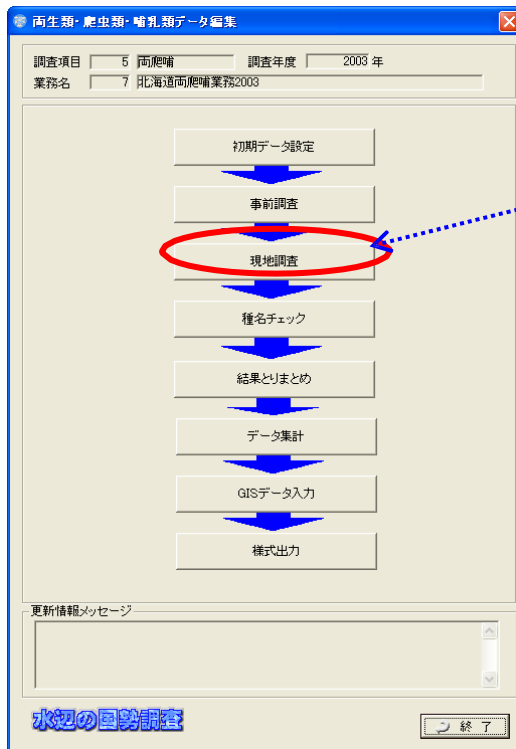 両生類・爬虫類・哺乳類データ編集
調査項目 5 両爬哺 調査年度 2003 年
業務名 7 北海道両爬哺業務2003
初期データ設定
事前調査
現地調査
種名チェック
結果とりまとめ
データ集計
GISデータ入力
様式出力
更新情報メッセージ
水辺の国勢調査
終 了